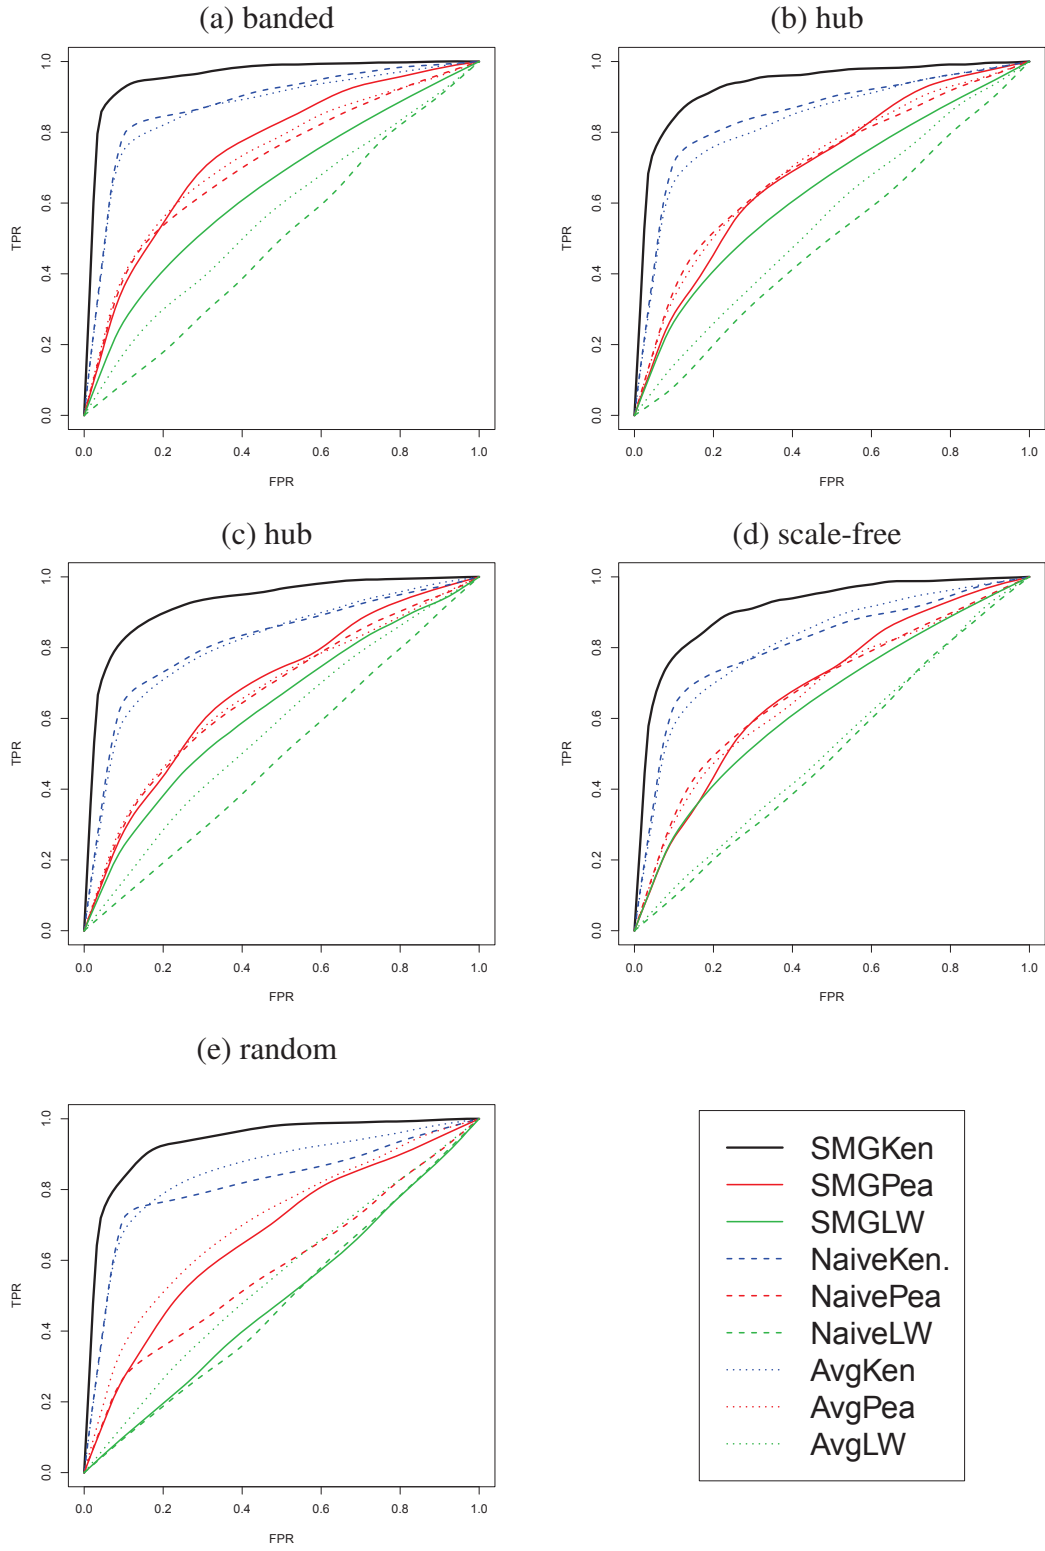 (a) banded
1.0
0.8
0.6
0.4
0.2
0.0
TPR
0.0 0.2 0.4 0.6 0.8 1.0
FPR
(b) hub
1.0
0.8
0.6
0.4
0.2
0.0
TPR
0.0 0.2 0.4 0.6 0.8 1.0
FPR
(c) hub
1.0
0.8
0.6
0.4
0.2
0.0
TPR
0.0 0.2 0.4 0.6 0.8 1.0
FPR
(d) scale-free
1.0
0.8
0.6
0.4
0.2
0.0
TPR
0.0 0.2 0.4 0.6 0.8 1.0
FPR
(e) random
1.0
0.8
0.6
0.4
0.2
0.0
TPR
0.0 0.2 0.4 0.6 0.8 1.0
FPR
SMGKen
SMGPea
SMGLW
NaiveKen.
NaivePea
NaiveLW
AvgKen
AvgPea
AvgLW